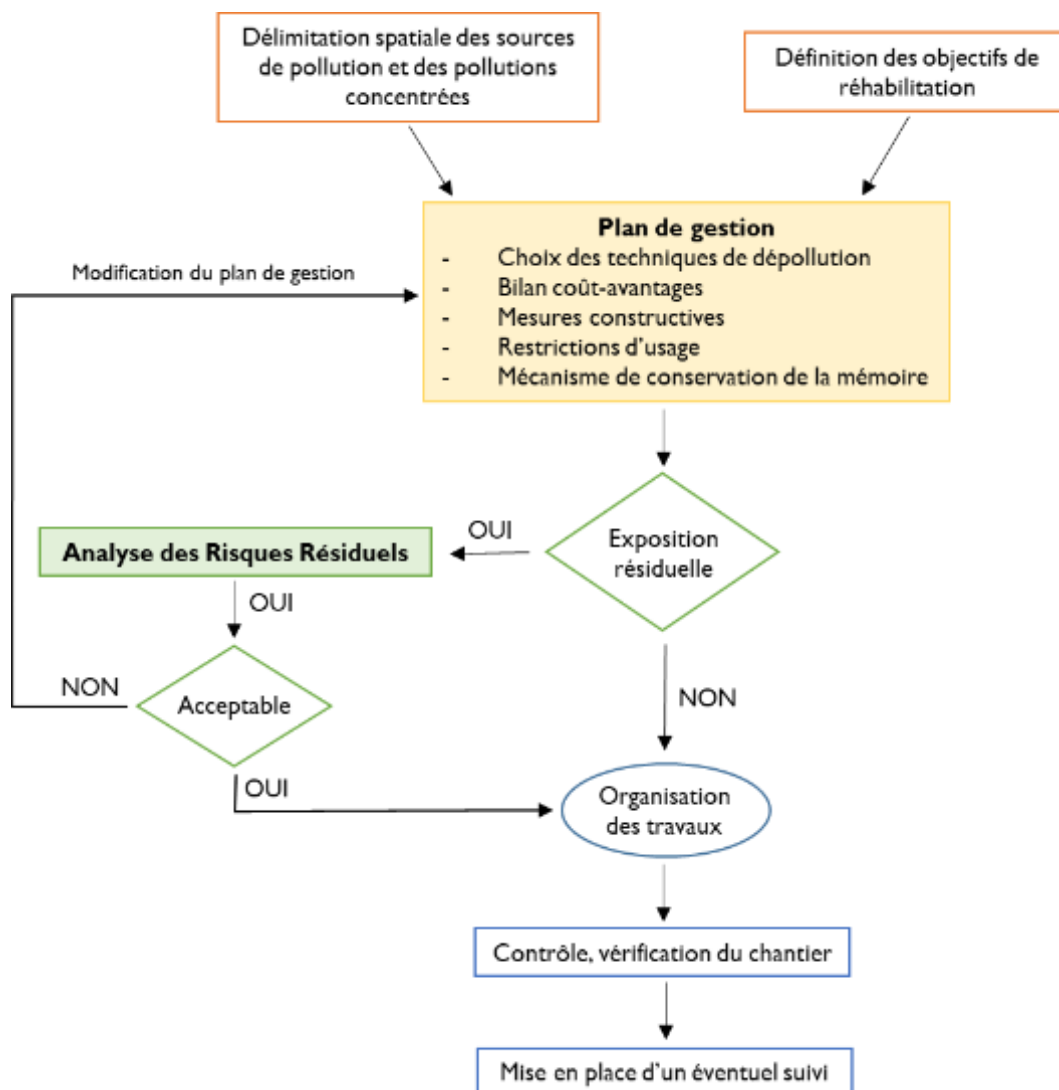 Délimitation spatiale des sources
de pollution et des pollutions
concentrées
Définition des objectifs de
réhabilitation
Plan de gestion
- Choix des techniques de dépollution
- Bilan coût-avantages
- Mesures constructives
- Restrictions d'usage
- Mécanisme de conservation de la mémoire
Modification du plan de gestion
Exposition
résiduelle
OUI
Analyse des Risques Résiduels
OUI
NON
Acceptable
NON
OUI
Organisation
des travaux
Contrôle, vérification du chantier
Mise en place d'un éventuel suivi